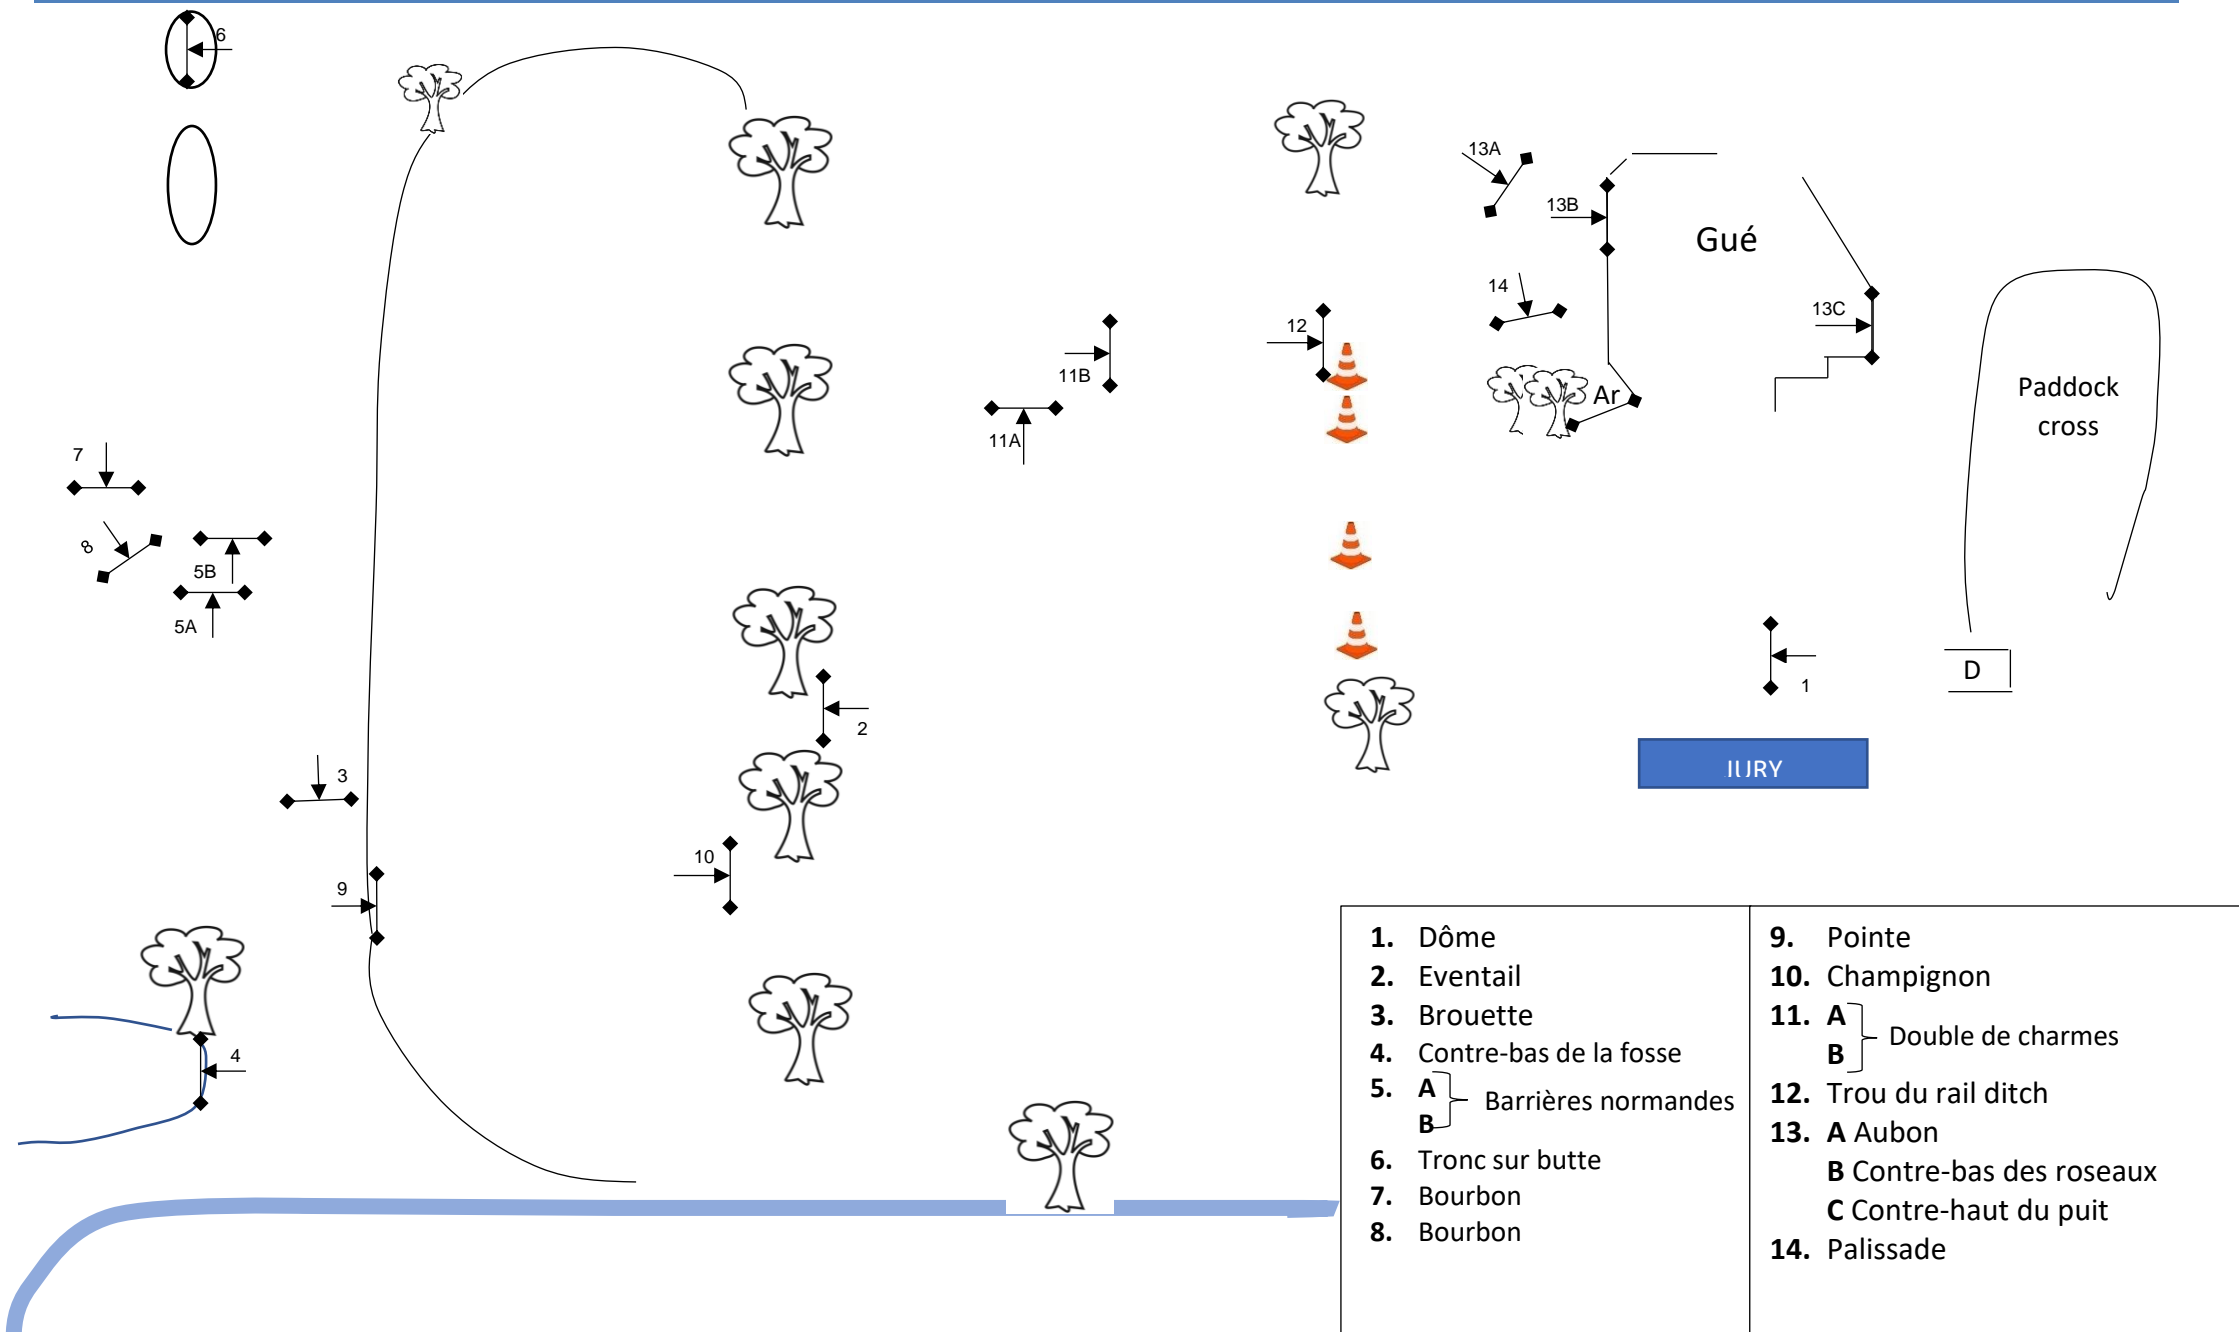 6
13A
13B
Gué
14
13C
12
11B
Paddock
cross
Ar
11A
7
8
5B
5A
D
1
2
3
JURY
10
9
4
1. Dôme
2. Eventail
3. Brouette
4. Contre-bas de la fosse
5. A
B
Barrières normandes
6. Tronc sur butte
7. Bourbon
8. Bourbon
9. Pointe
10. Champignon
11. A
B
Double de charmes
12. Trou du rail ditch
13. A Aubon
B Contre-bas des roseaux
C Contre-haut du puit
14. Palissade